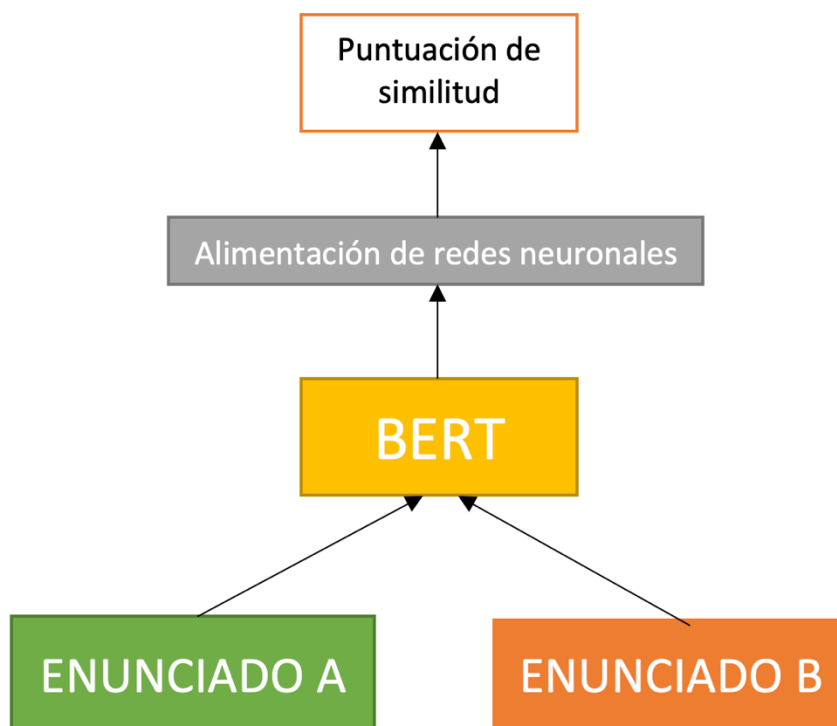 Puntuación de
similitud
Alimentación de redes neuronales
BERT
ENUNCIADO A
ENUNCIADO B